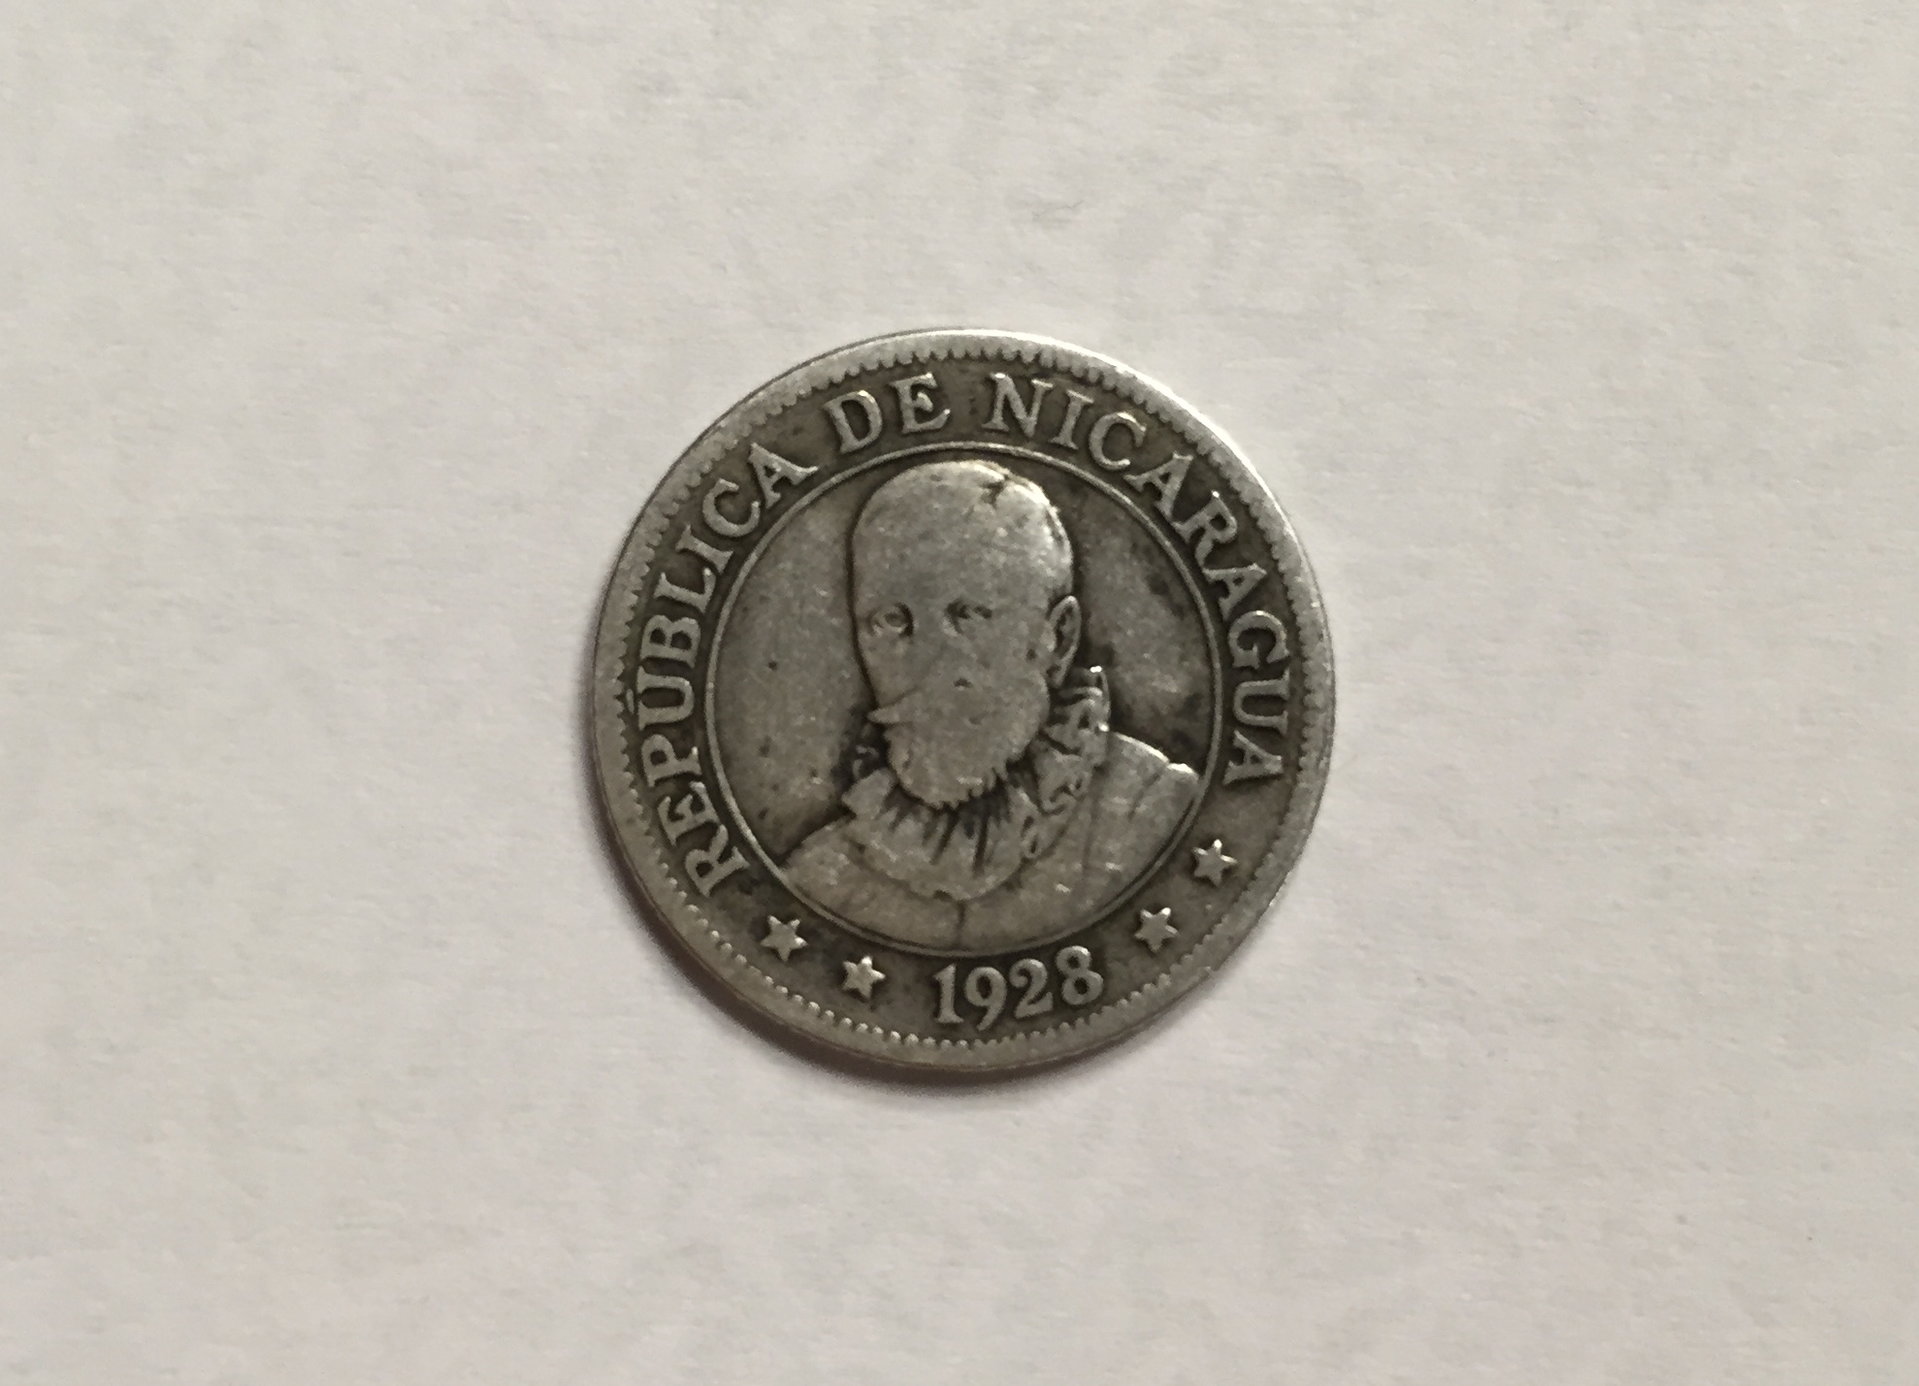 REPÚBLICA DE NICARAGUA
1928